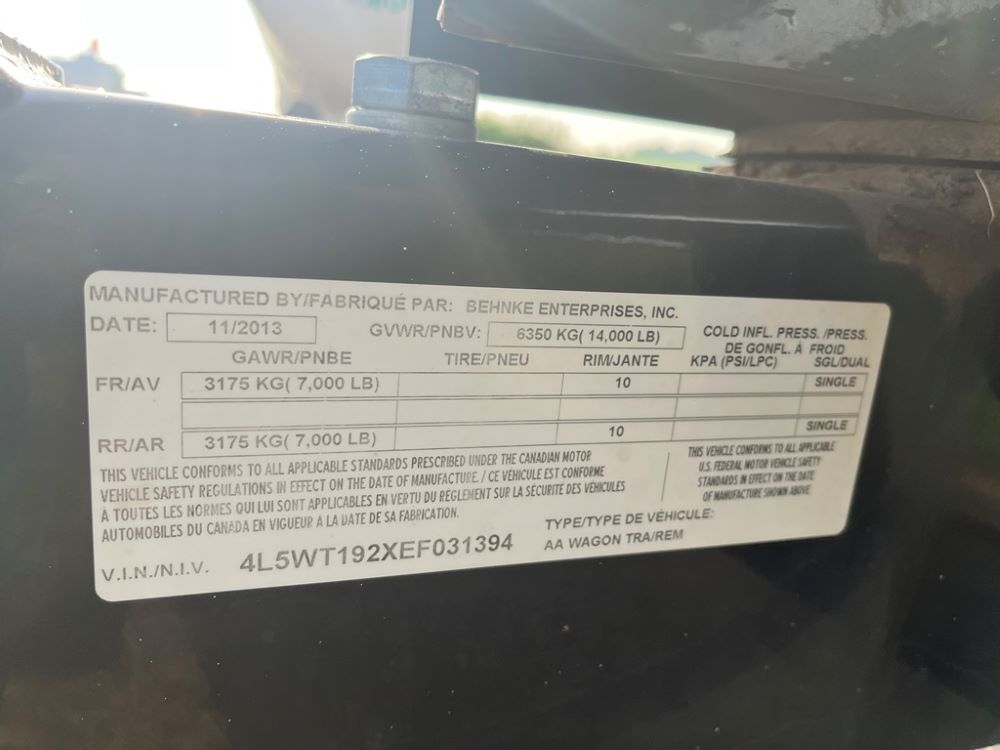 MANUFACTURED BY/FABRIQUÉ PAR: BEHNKE ENTERPRISES, INC.
DATE: 11/2013 GVWR/PNBV: 6350 KG( 14,000 LB) COLD INFL. PRESS. /PRESS.
DE GONFL. À FROID
GAWR/PNBE TIRE/PNEU RIM/JANTE KPA (PSI/LPC) SGL/DUAL
FR/AV 3175 KG( 7,000 LB) 10 SINGLE
RR/AR 3175 KG( 7,000 LB) 10 SINGLE
THIS VEHICLE CONFORMS TO ALL APPLICABLE STANDARDS PRESCRIBED UNDER THE CANADIAN MOTOR
VEHICLE SAFETY REGULATIONS IN EFFECT ON THE DATE OF MANUFACTURE. / CE VÉHICULE EST CONFORME
À TOUTES LES NORMES QUI LUI SONT APPLICABLES EN VERTU DU RÈGLEMENT SUR LA SÉCURITÉ DES VÉHICULES
AUTOMOBILES DU CANADA EN VIGUEUR À LA DATE DE SA FABRICATION.
THIS VEHICLE CONFORMS TO ALL APPLICABLE
U.S. FEDERAL MOTOR VEHICLE SAFETY
STANDARDS IN EFFECT ON THE DATE
OF MANUFACTURE SHOWN ABOVE
V.I.N./N.I.V. 4L5WT192XEF031394
TYPE/TYPE DE VÉHICULE:
AA WAGON TRA/REM